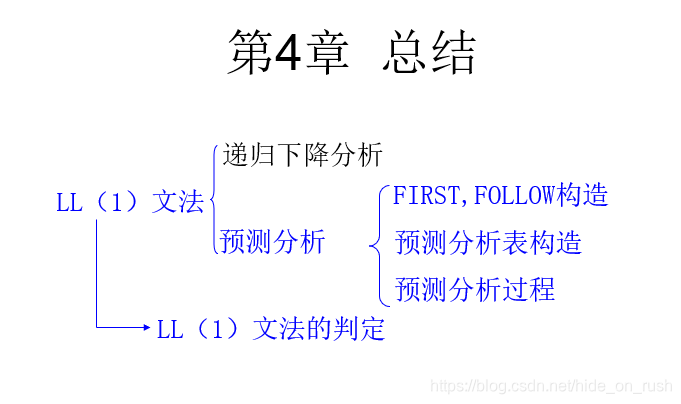 第4章 总结
递归下降分析
LL（1）文法
FIRST,FOLLOW构造
预测分析
预测分析表构造
预测分析过程
LL（1）文法的判定
https://blog.csdn.net/hide_on_rush